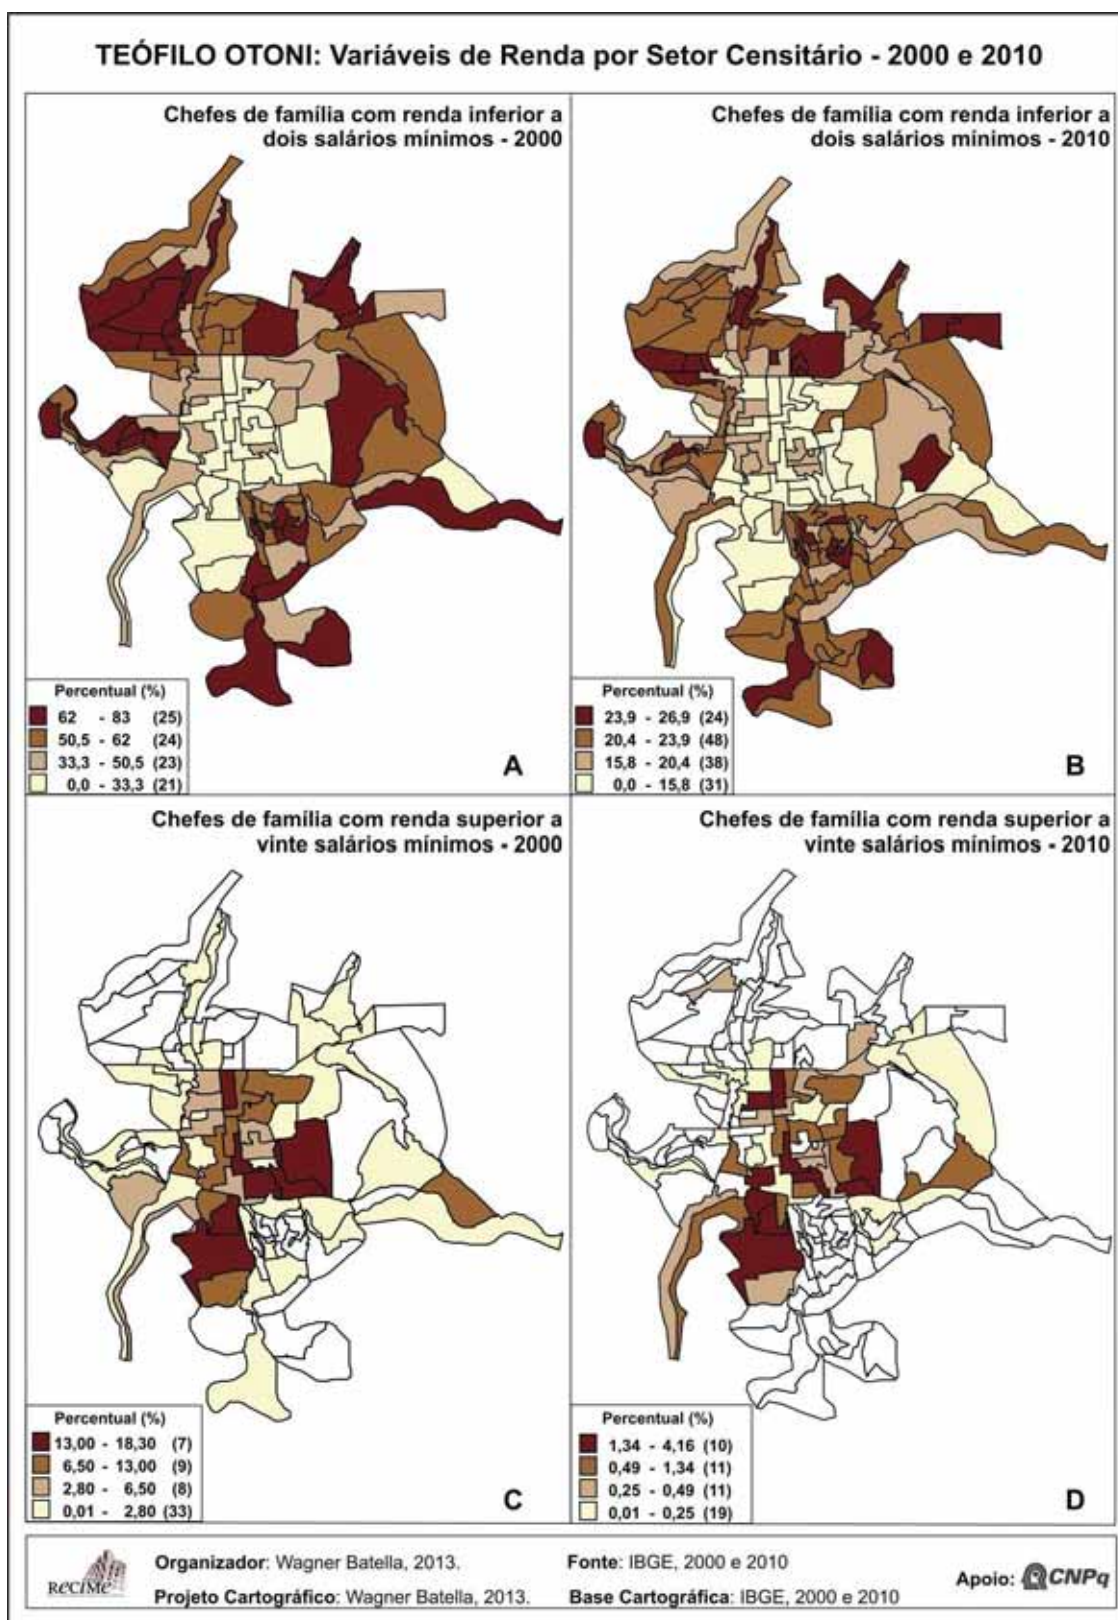 TEÓFILO OTONI: Variáveis de Renda por Setor Censitário - 2000 e 2010
Chefes de família com renda inferior a
dois salários mínimos - 2000
Percentual (%)
62 - 83 (25)
50,5 - 62 (24)
33,3 - 50,5 (23)
0,0 - 33,3 (21)
A
Chefes de família com renda inferior a
dois salários mínimos - 2010
Percentual (%)
23,9 - 26,9 (24)
20,4 - 23,9 (48)
15,8 - 20,4 (38)
0,0 - 15,8 (31)
B
Chefes de família com renda superior a
vinte salários mínimos - 2000
Percentual (%)
13,00 - 18,30 (7)
6,50 - 13,00 (9)
2,80 - 6,50 (8)
0,01 - 2,80 (33)
C
Chefes de família com renda superior a
vinte salários mínimos - 2010
Percentual (%)
1,34 - 4,16 (10)
0,49 - 1,34 (11)
0,25 - 0,49 (11)
0,01 - 0,25 (19)
D
ReCiMe
Organizador: Wagner Batella, 2013.
Projeto Cartográfico: Wagner Batella, 2013.
Fonte: IBGE, 2000 e 2010
Base Cartográfica: IBGE, 2000 e 2010
Apoio: CNPq